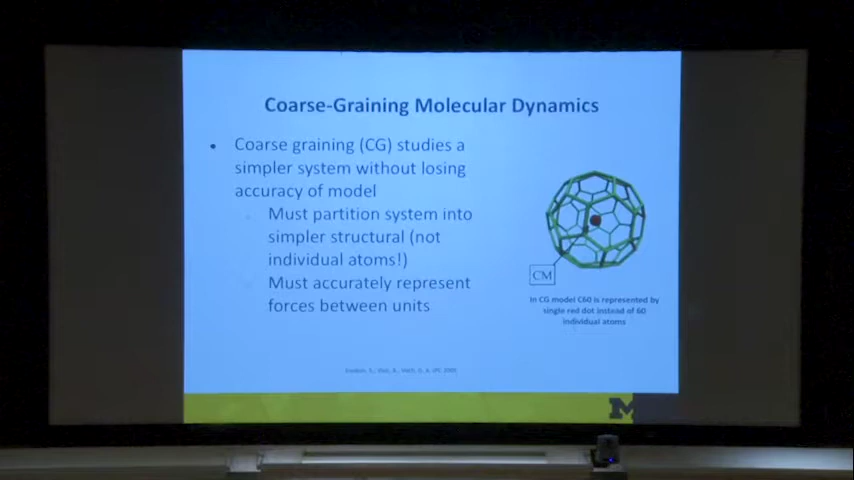 Coarse-Graining Molecular Dynamics
• Coarse graining (CG) studies a
simpler system without losing
accuracy of model
Must partition system into
simpler structural (not
individual atoms!)
Must accurately represent
forces between units
CM
In CG model C60 is represented by
single red dot instead of 60
individual atoms
M